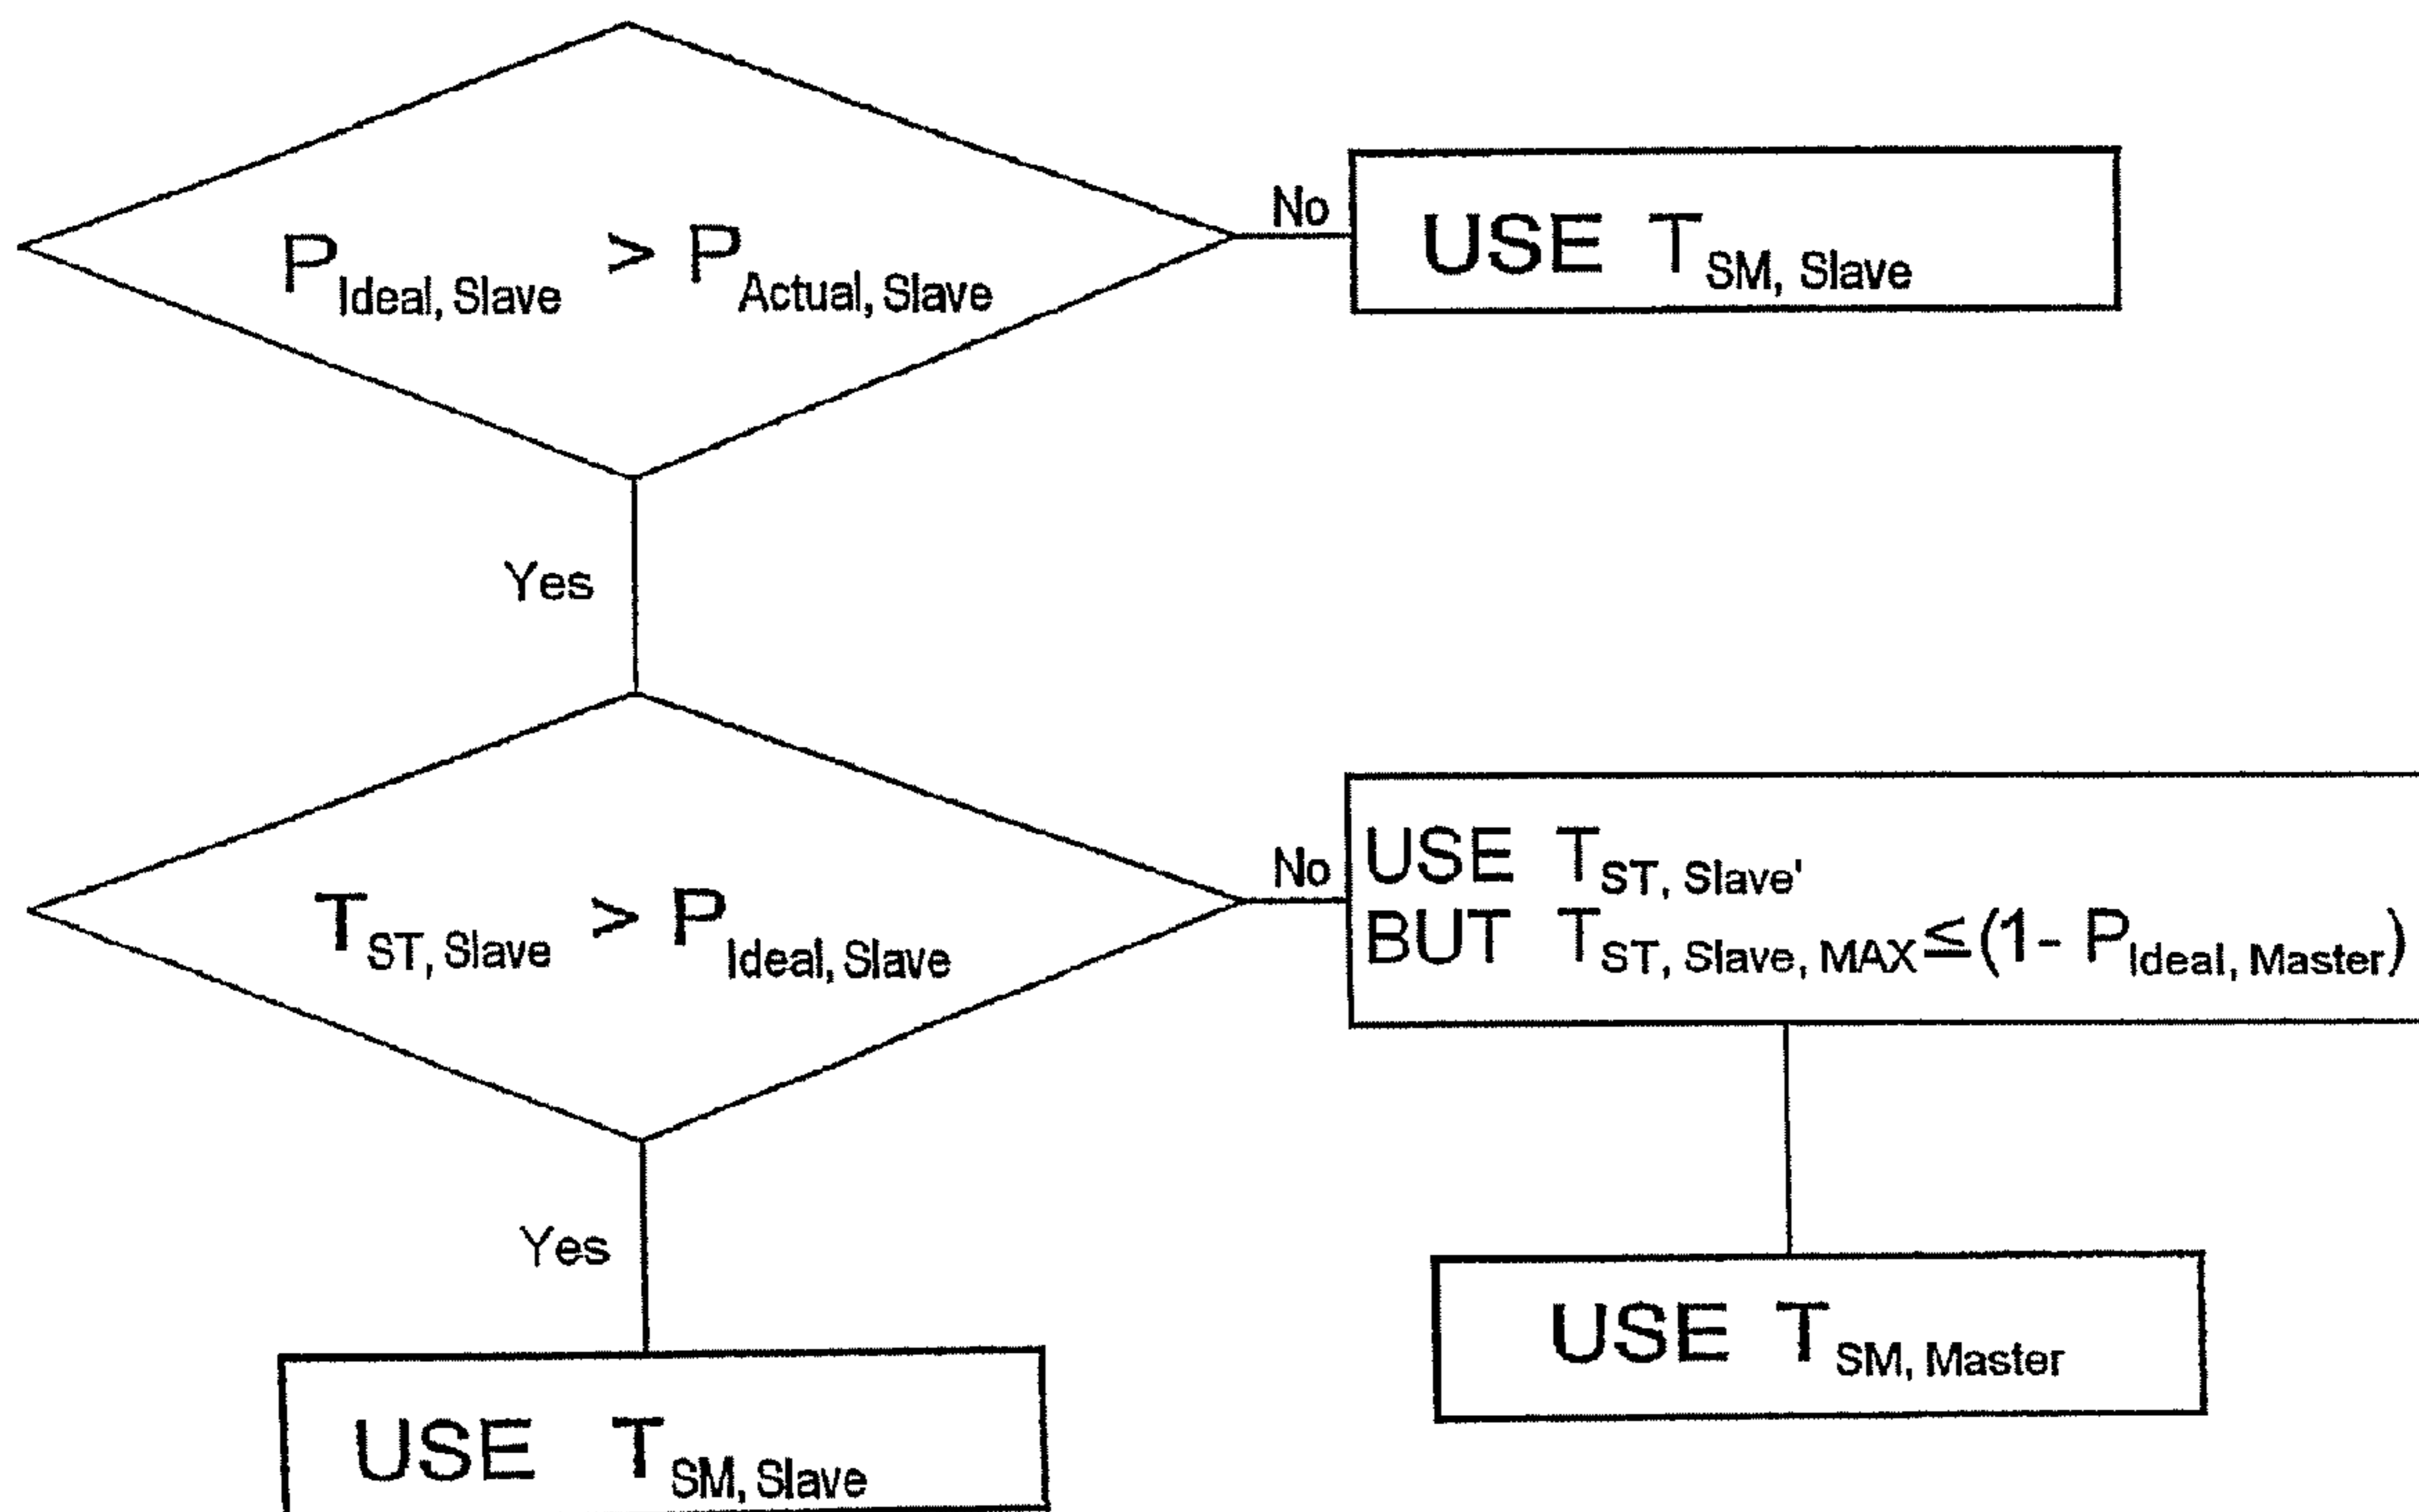 P Ideal, Slave > P Actual, Slave
No
USE T SM, Slave
Yes
T ST, Slave > P Ideal, Slave
No
USE T ST, Slave'
BUT T ST, Slave, MAX ≤ (1- P Ideal, Master)
Yes
USE T SM, Master
USE T SM, Slave